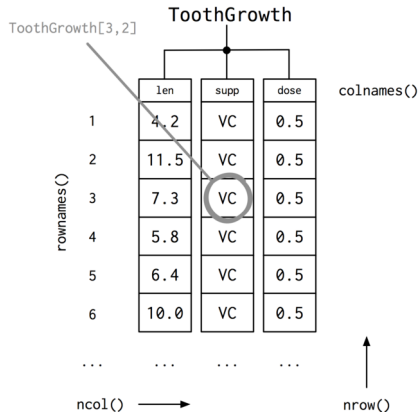 ToothGrowth
ToothGrowth[3,2]
len supp dose colnames()
1 4.2 VC 0.5
2 11.5 VC 0.5
3 7.3 VC 0.5
4 5.8 VC 0.5
5 6.4 VC 0.5
6 10.0 VC 0.5
rownames()
... ... ... ...
ncol() nrow()